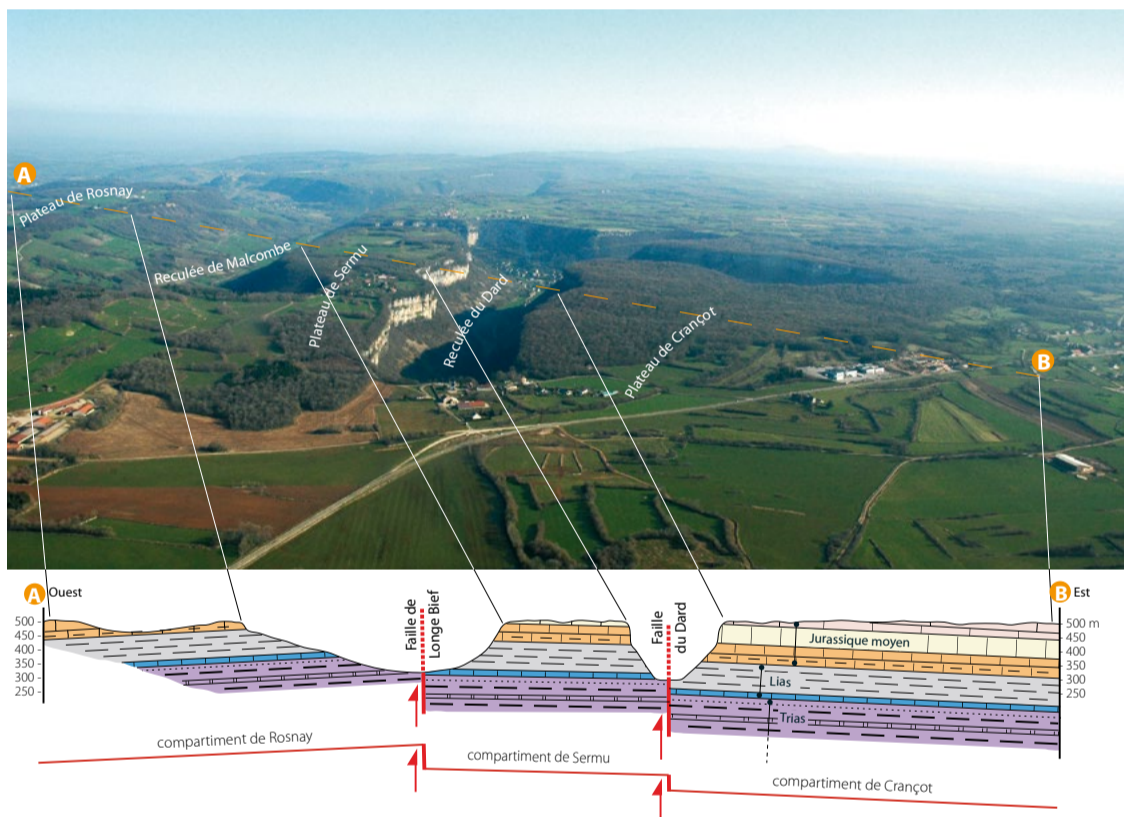 A
Plateau de Rosnay
Reculée de Malcombe
Plateau de Sermu
Reculée du Dard
Plateau de Crançot
B
A Ouest
B Est
Faille de
Longe Bief
Faille
du Dard
500
450
400
350
300
250
500 m
450
400
350
300
250
Jurassique moyen
Lias
Trias
compartiment de Rosnay
compartiment de Sermu
compartiment de Crançot